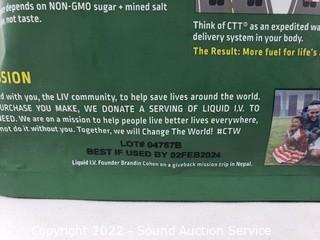 depends on NON-GMO sugar + mined salt
not taste.
Think of CTT® as an expedited wa
delivery system in your body.
The Result: More fuel for life's
SSION
d with you, the LIV community, to help save lives around the world.
PURCHASE YOU MAKE, WE DONATE A SERVING OF LIQUID I.V. TO
NEED. We are on a mission to help people live better lives everywhere,
not do it without you. Together, we will Change The World! #CTW
LOT# 04787B
BEST IF USED BY 02FEB2024
Liquid I.V. Founder Brandin Cohen on a giveback mission trip in Nepal.
Copyright 2022 - Sound Auction Service